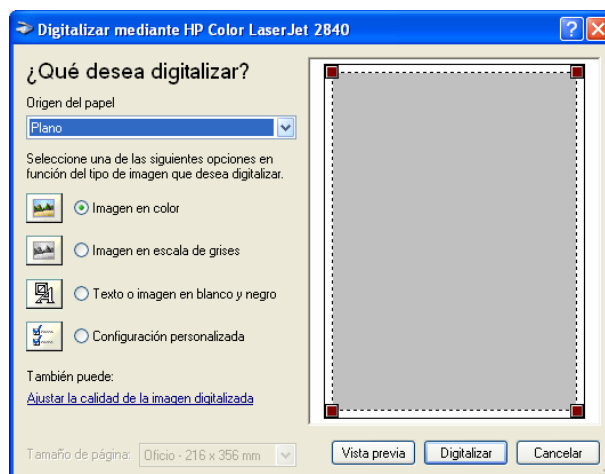 Digitalizar mediante HP Color LaserJet 2840
¿Qué desea digitalizar?
Origen del papel
Plano
Seleccione una de las siguientes opciones en
función del tipo de imagen que desea digitalizar.
Imagen en color
Imagen en escala de grises
Texto o imagen en blanco y negro
Configuración personalizada
También puede:
Ajustar la calidad de la imagen digitalizada
Tamaño de página: Oficio - 216 x 356 mm
Vista previa
Digitalizar
Cancelar